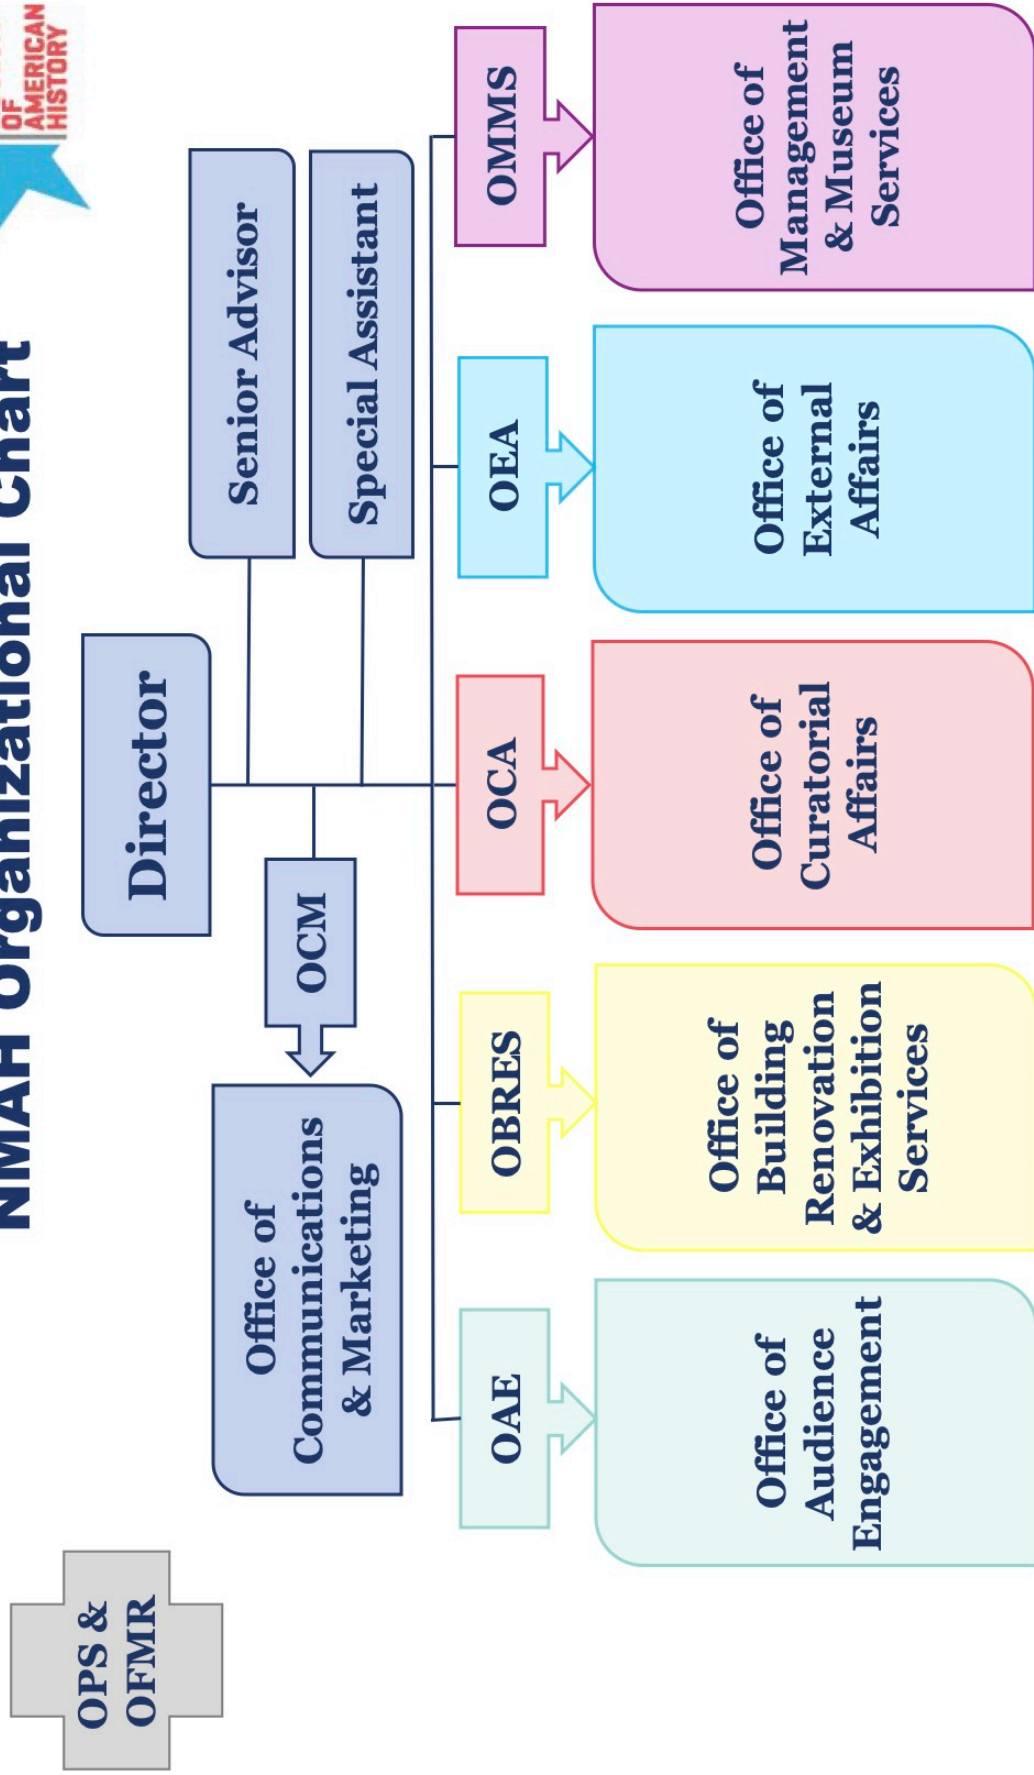 OPS &
OFMR
NMAH Organizational Chart
OF
AMERICAN
HISTORY
Director
Senior Advisor
Special Assistant
OCM
Office of
Communications
& Marketing
OAE
OBRES
OCA
OEA
OMMS
Office of
Audience
Engagement
Office of
Building
Renovation
& Exhibition
Services
Office of
Curatorial
Affairs
Office of
External
Affairs
Office of
Management
& Museum
Services